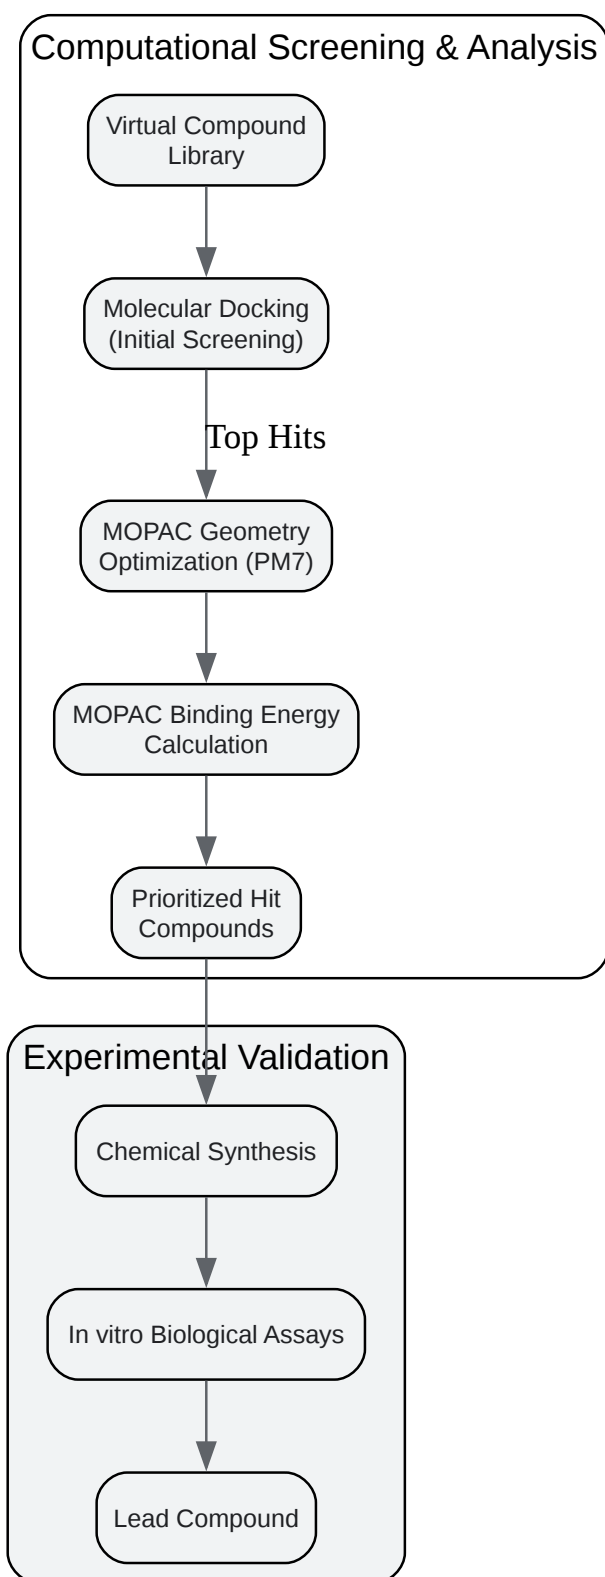 Computational Screening & Analysis
Virtual Compound
Library
Molecular Docking
(Initial Screening)
Top Hits
MOPAC Geometry
Optimization (PM7)
MOPAC Binding Energy
Calculation
Prioritized Hit
Compounds
Experimental Validation
Chemical Synthesis
In vitro Biological Assays
Lead Compound